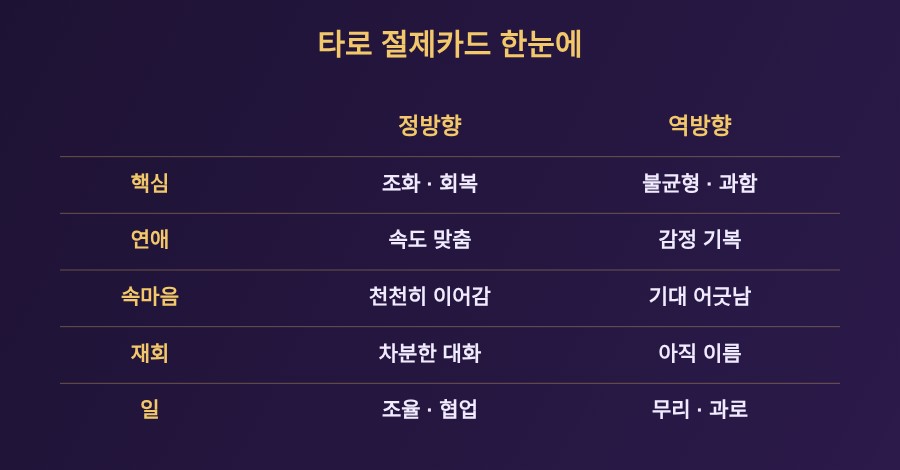 타로 절제카드 한눈에
정방향 역방향
핵심 조화 · 회복 불균형 · 과함
연애 속도 맞춤 감정 기복
속마음 천천히 이어감 기대 어긋남
재회 차분한 대화 아직 이름
일 조율 · 협업 무리 · 과로